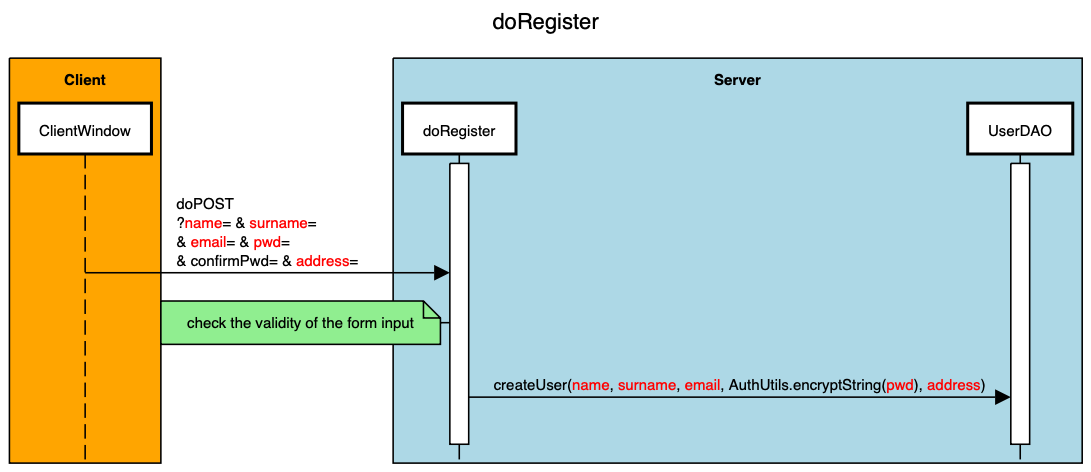 doRegister
Client
Server
ClientWindow
doRegister
UserDAO
doPOST
?name= & surname=
& email= & pwd=
& confirmPwd= & address=
check the validity of the form input
createUser(name, surname, email, AuthUtils.encryptString(pwd), address)